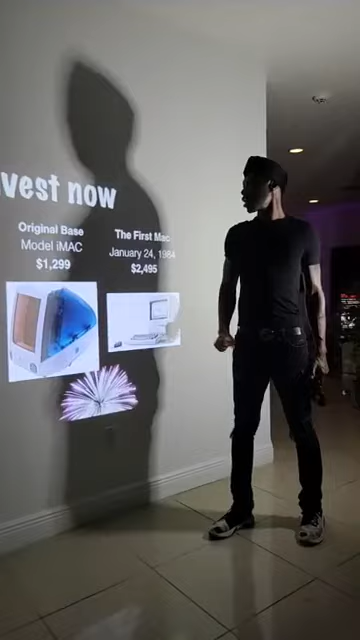 vest now
Original Base
Model iMAC
$1,299
The First Mac
January 24, 1984
$2,495